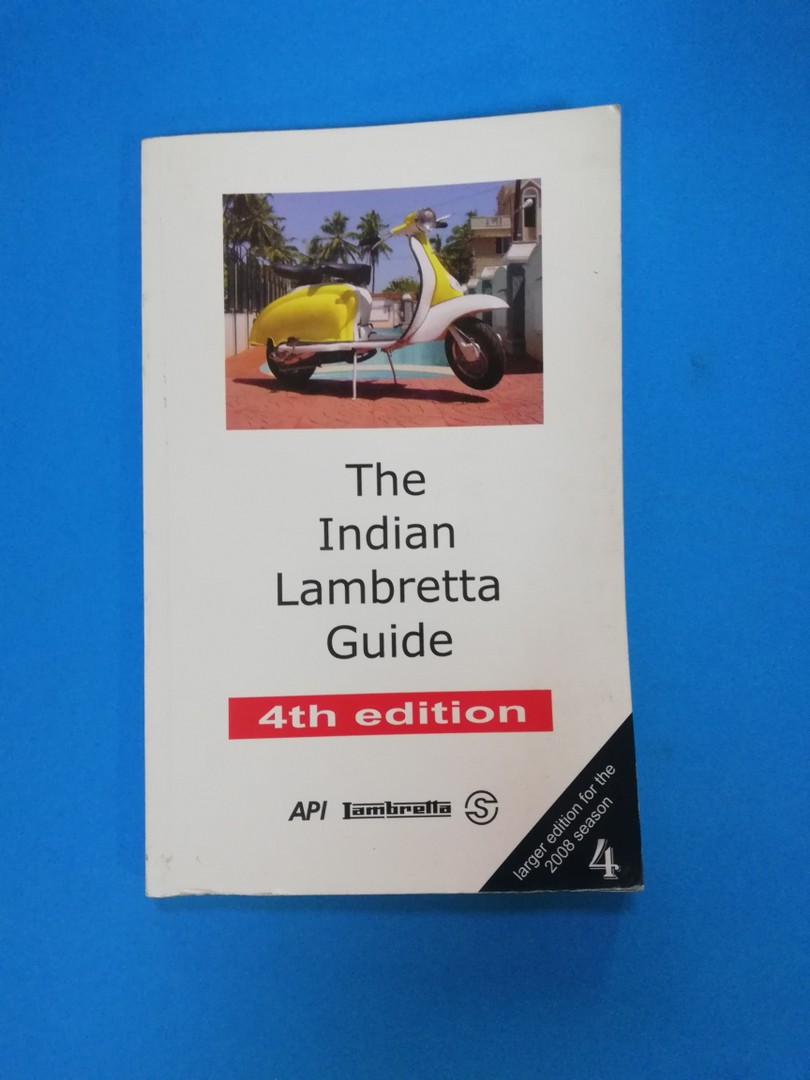 The
Indian
Lambretta
Guide
4th edition
API Lambretta S
larger edition for the
2008 season
4